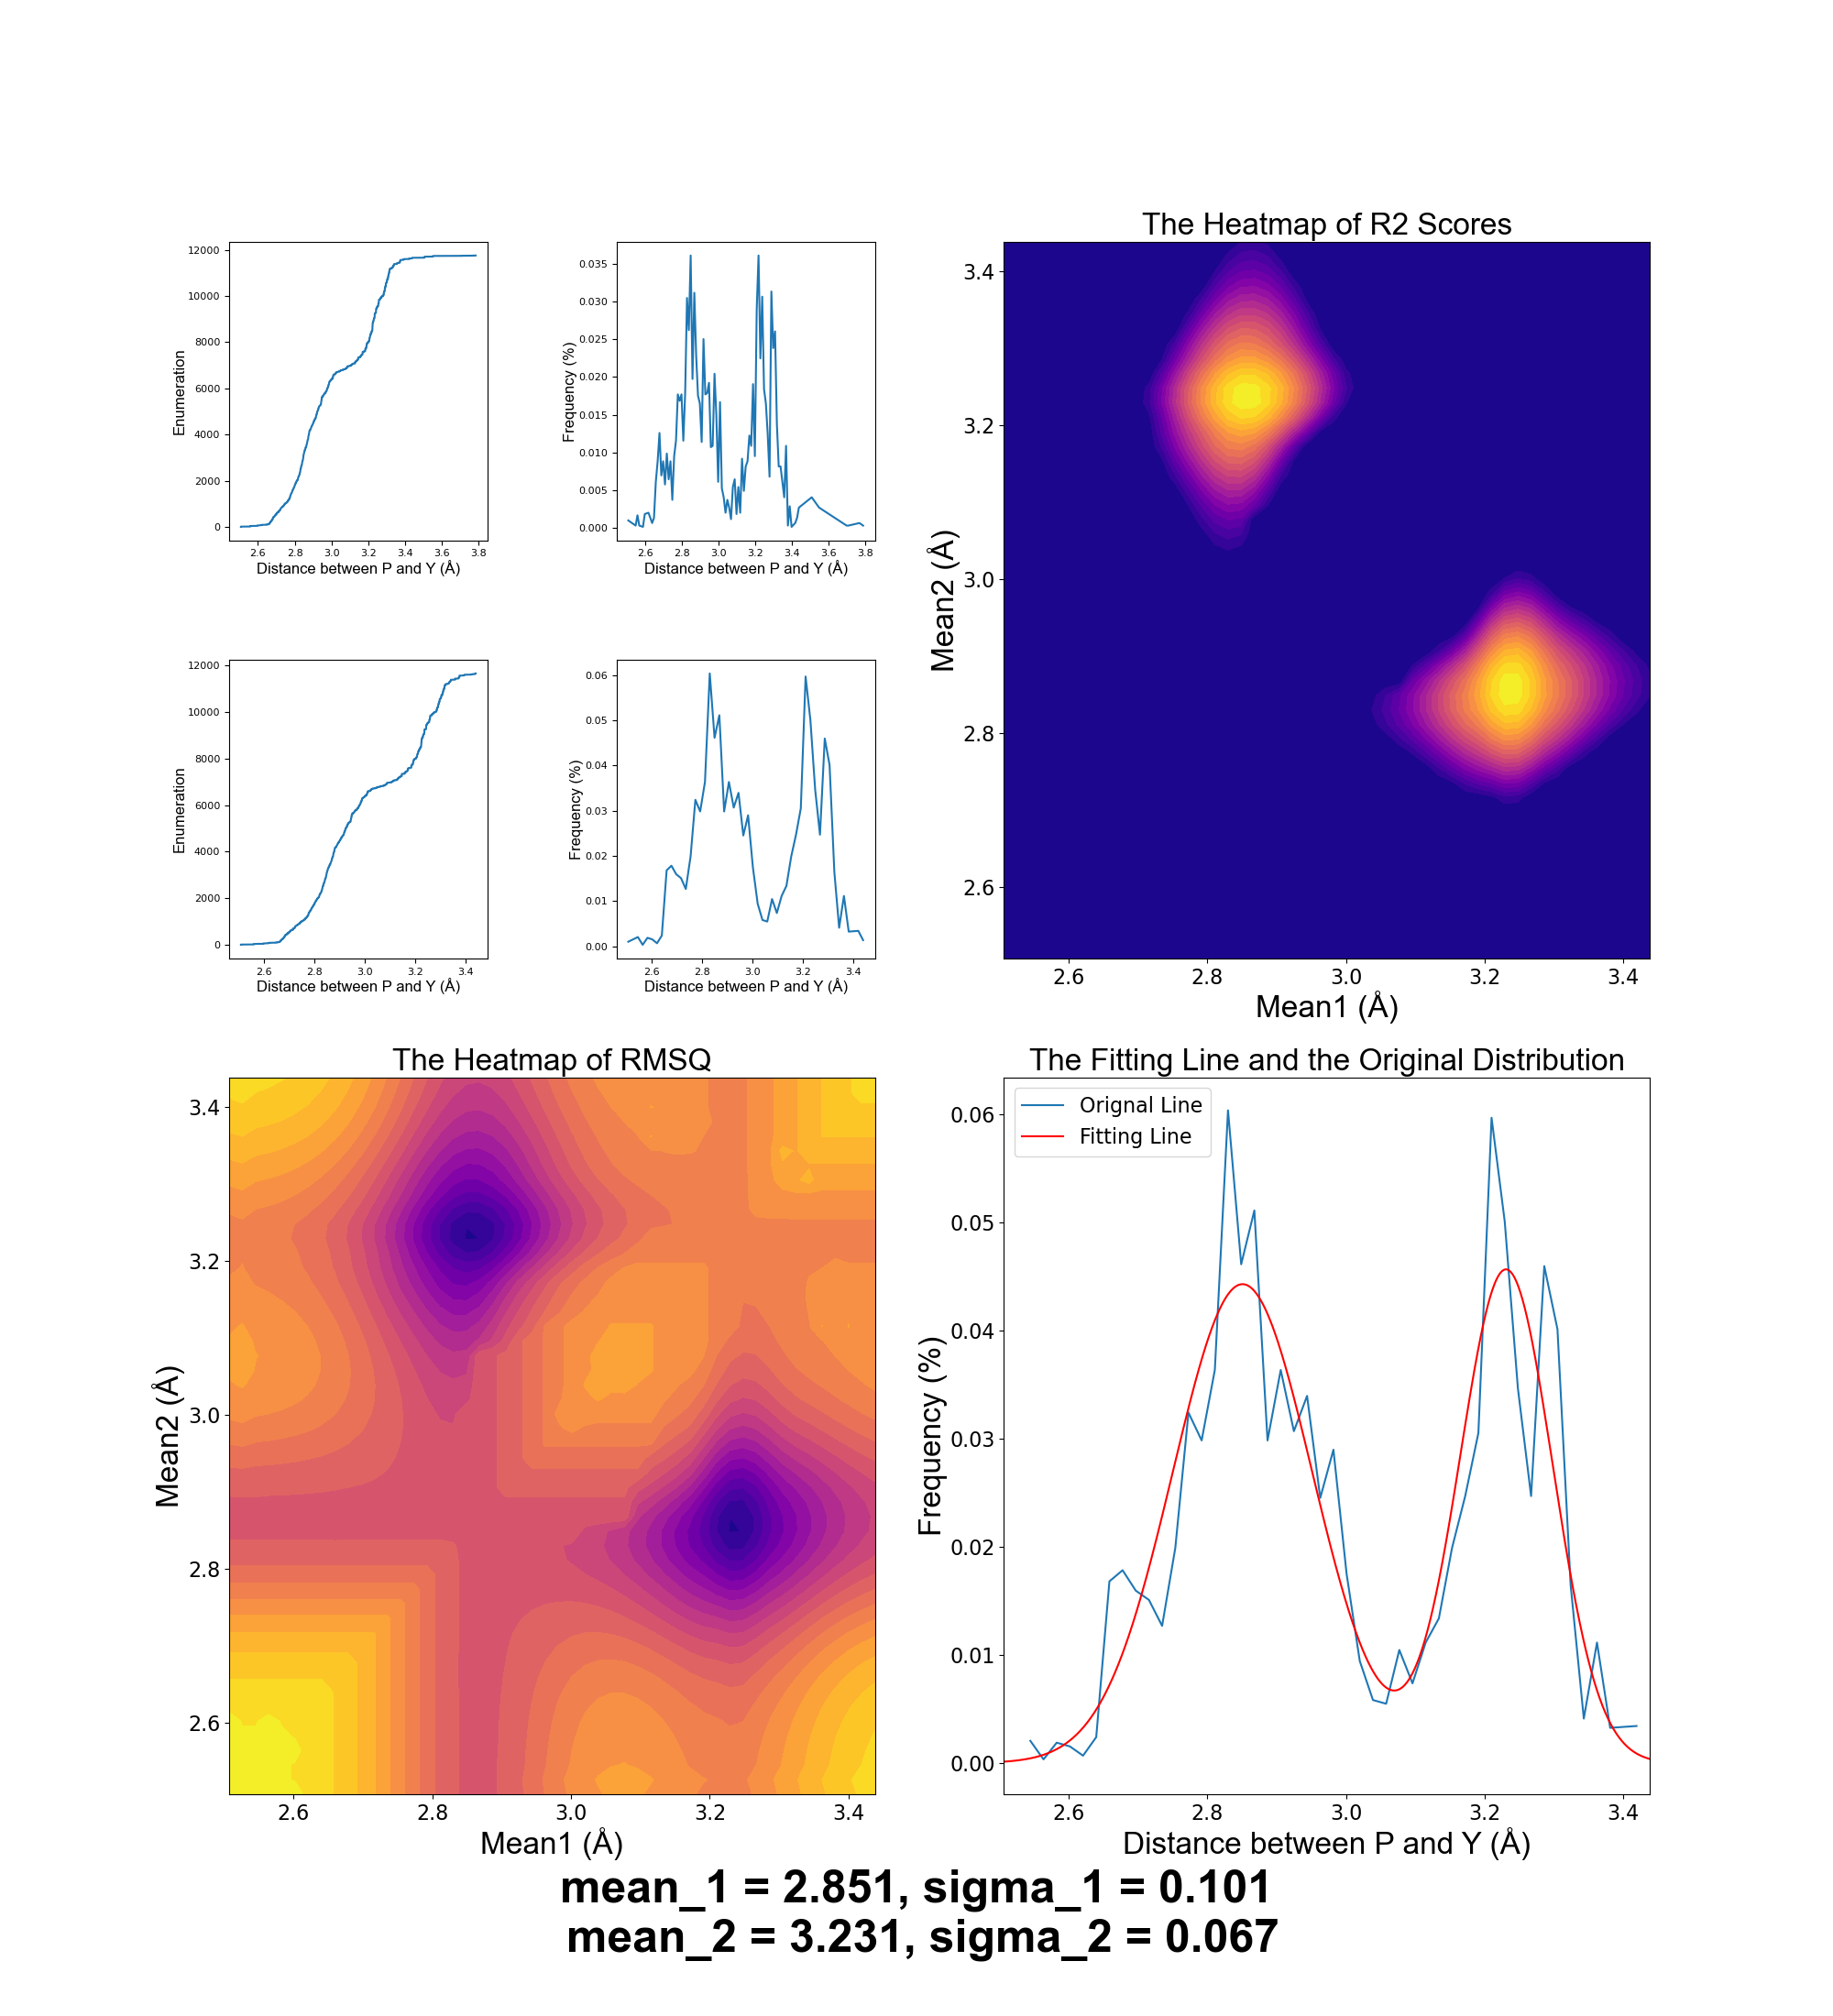 12000
10000
8000
6000
4000
2000
0
Enumeration
2.6 2.8 3.0 3.2 3.4 3.6 3.8
Distance between P and Y (Å)
0.035
0.030
0.025
0.020
0.015
0.010
0.005
0.000
Frequency (%)
2.6 2.8 3.0 3.2 3.4 3.6 3.8
Distance between P and Y (Å)
The Heatmap of R2 Scores
3.4
3.2
3.0
2.8
2.6
Mean2 (Å)
2.6 2.8 3.0 3.2 3.4
Mean1 (Å)
12000
10000
8000
6000
4000
2000
0
Enumeration
2.6 2.8 3.0 3.2 3.4
Distance between P and Y (Å)
0.06
0.05
0.04
0.03
0.02
0.01
0.00
Frequency (%)
2.6 2.8 3.0 3.2 3.4
Distance between P and Y (Å)
The Heatmap of RMSQ
3.4
3.2
3.0
2.8
2.6
Mean2 (Å)
2.6 2.8 3.0 3.2 3.4
Mean1 (Å)
The Fitting Line and the Original Distribution
Orignal Line
Fitting Line
0.06
0.05
0.04
0.03
0.02
0.01
0.00
Frequency (%)
2.6 2.8 3.0 3.2 3.4
Distance between P and Y (Å)
mean_1 = 2.851, sigma_1 = 0.101
mean_2 = 3.231, sigma_2 = 0.067